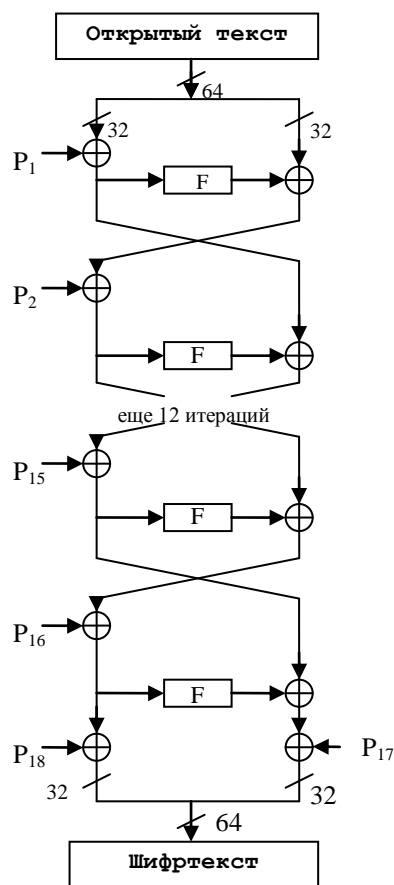 Открытый текст
64
32
32
P1
F
P2
F
еще 12 итераций
P15
F
P16
F
P18
P17
32
32
64
Шифртекст